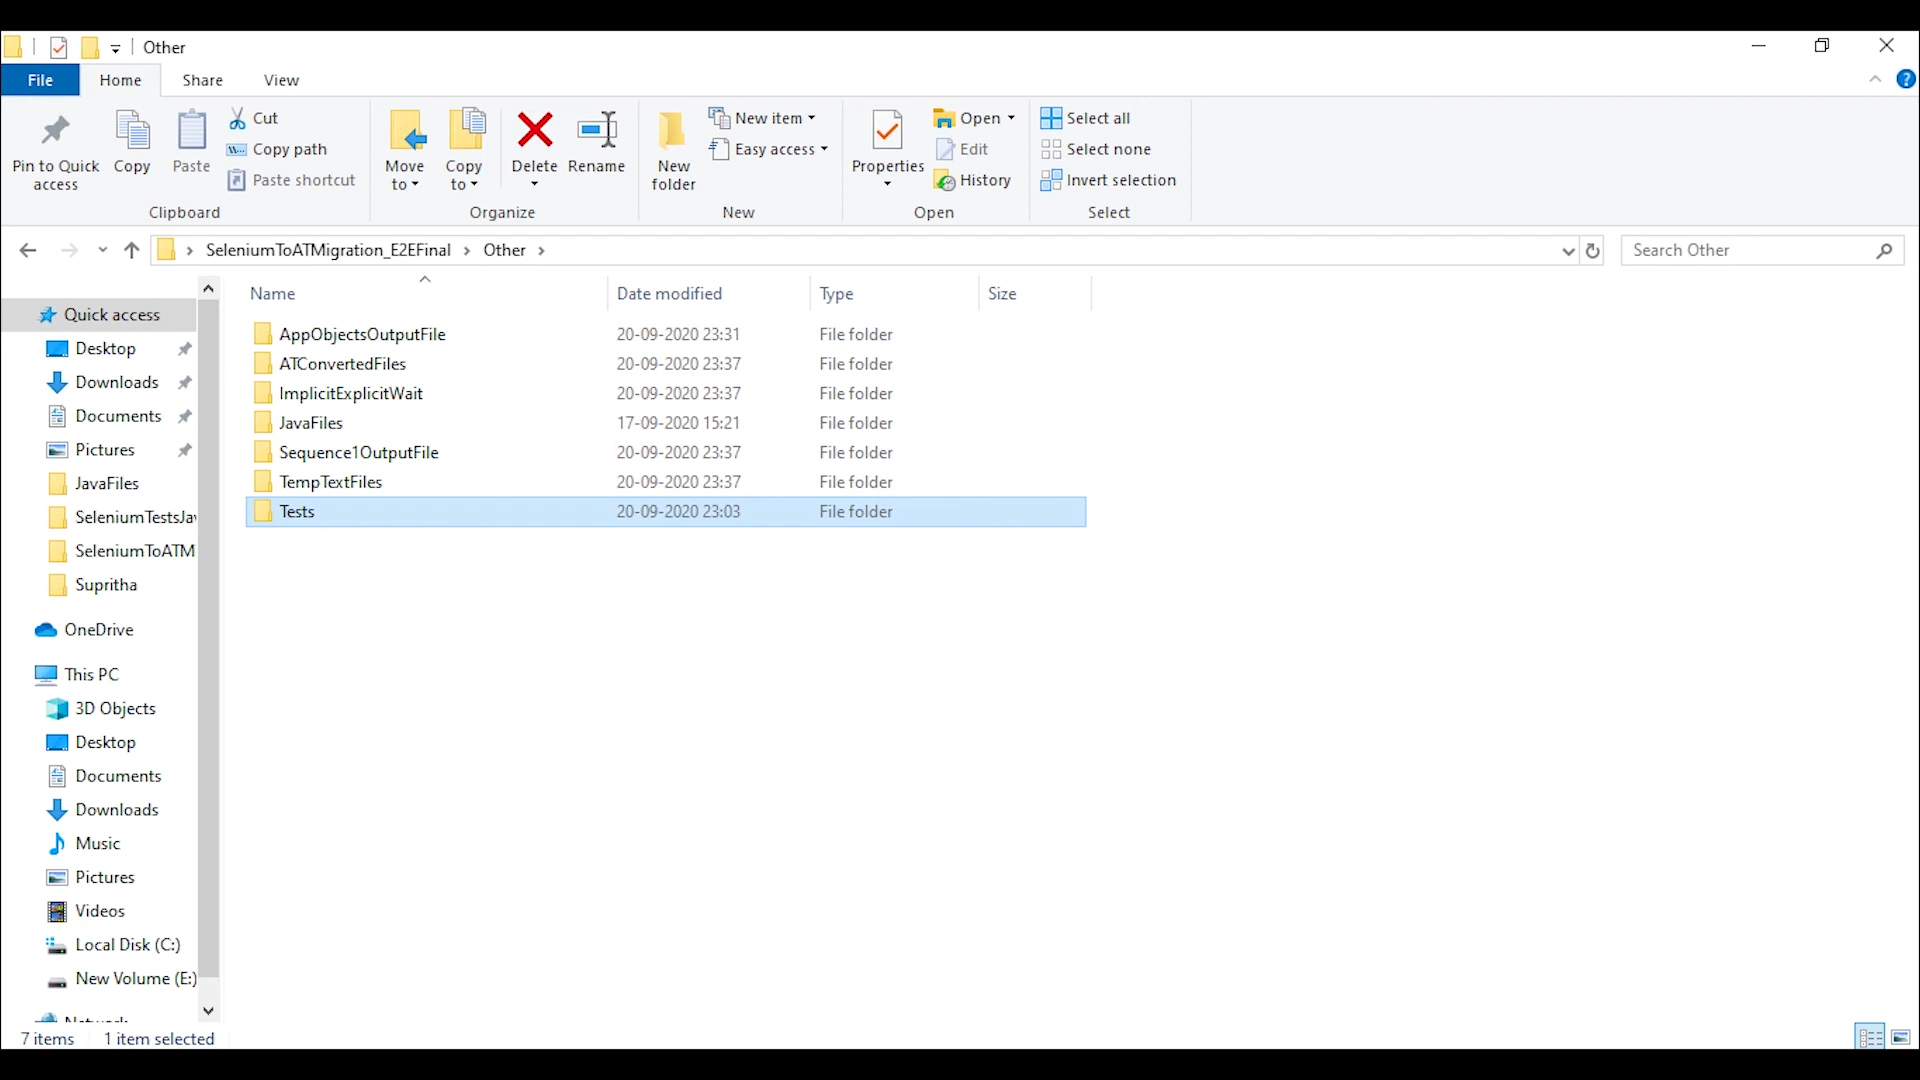 Other
File Home Share View
Pin to Quick access
Copy
Paste
Cut
Copy path
Paste shortcut
Clipboard
Move to
Copy to
Delete
Rename
Organize
New folder
New item
Easy access
New
Properties
Open
Edit
History
Open
Select all
Select none
Invert selection
Select
SeleniumToATMigration_E2EFinal Other
Search Other
Name Date modified Type Size
AppObjectsOutputFile 20-09-2020 23:31 File folder
ATConvertedFiles 20-09-2020 23:37 File folder
ImplicitExplicitWait 20-09-2020 23:37 File folder
JavaFiles 17-09-2020 15:21 File folder
Sequence1OutputFile 20-09-2020 23:37 File folder
TempTextFiles 20-09-2020 23:37 File folder
Tests 20-09-2020 23:03 File folder
Quick access
Desktop
Downloads
Documents
Pictures
JavaFiles
SeleniumTestsJav
SeleniumToATM
Supritha
OneDrive
This PC
3D Objects
Desktop
Documents
Downloads
Music
Pictures
Videos
Local Disk (C:)
New Volume (E:)
Network
7 items 1 item selected